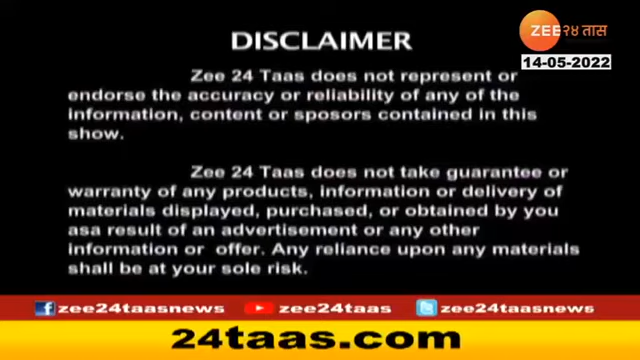 ZEE २४ तास
14-05-2022
DISCLAIMER
Zee 24 Taas does not represent or
endorse the accuracy or reliability of any of the
information, content or sposors contained in this
show.
Zee 24 Taas does not take guarantee or
warranty of any products, information or delivery of
materials displayed, purchased, or obtained by you
asa result of an advertisement or any other
information or offer. Any reliance upon any materials
shall be at your sole risk.
zee24taasnews zee24taas zee24taasnews
24taas.com